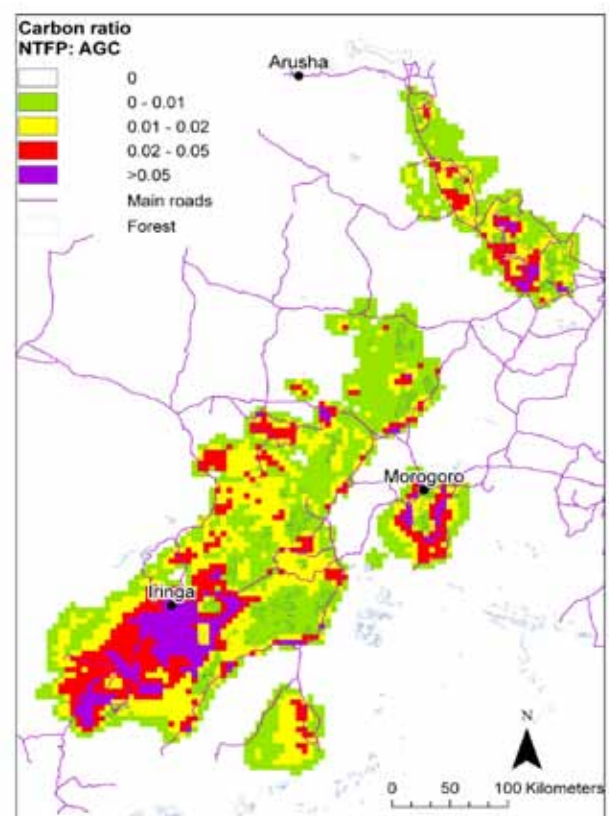 Carbon ratio
NTFP: AGC
0
0 - 0.01
0.01 - 0.02
0.02 - 0.05
>0.05
Main roads
Forest
Arusha
Morogoro
Iringa
N
0 50 100 Kilometers